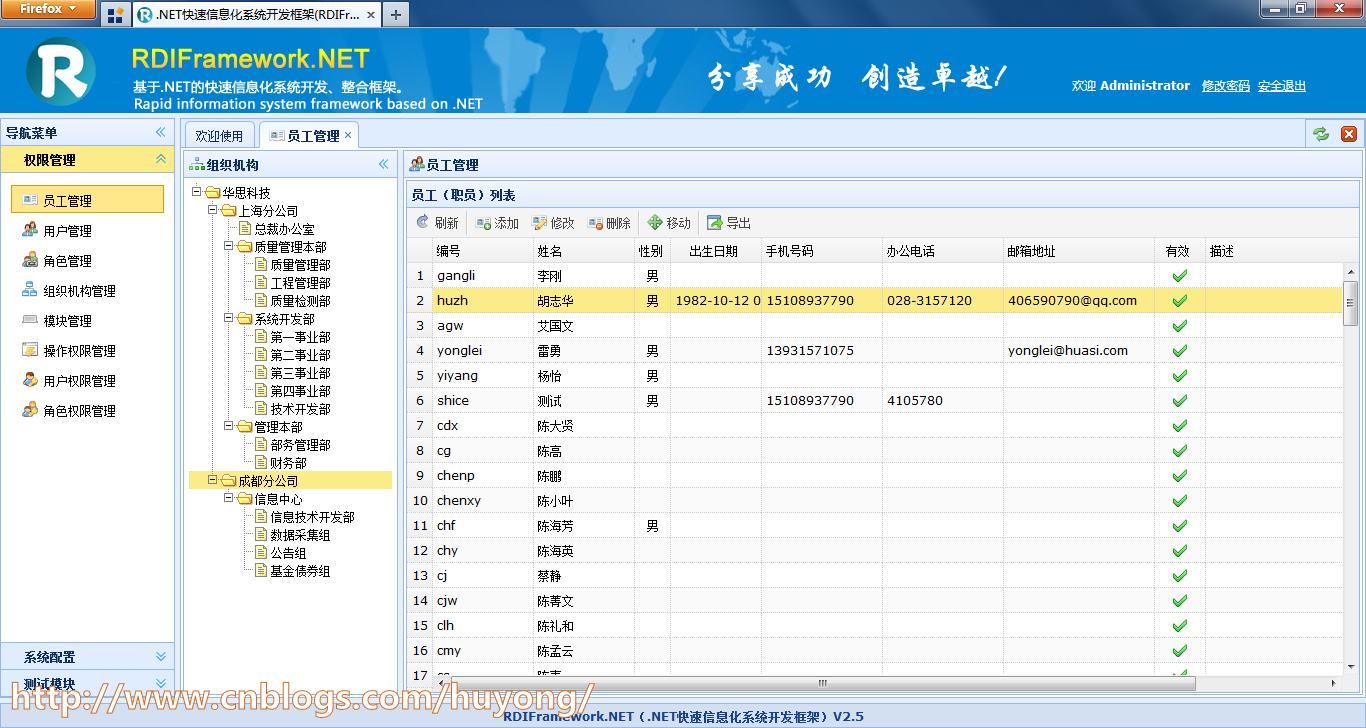 Firefox
.NET快速信息化系统开发框架(RDIFr...
RDIFramework.NET
基于.NET的快速信息化系统开发、整合框架。
Rapid information system framework based on .NET
分享成功 创造卓越!
欢迎 Administrator 修改密码 安全退出
导航菜单
权限管理
员工管理
用户管理
角色管理
组织机构管理
模块管理
操作权限管理
用户权限管理
角色权限管理
系统配置
测试模块
欢迎使用 员工管理
组织机构
华思科技
上海分公司
总裁办公室
质量管理本部
质量管理部
工程管理部
质量检测部
系统开发部
第一事业部
第二事业部
第三事业部
第四事业部
技术开发部
管理本部
部务管理部
财务部
成都分公司
信息中心
信息技术开发部
数据采集组
公告组
基金债券组
员工管理
员工（职员）列表
刷新 添加 修改 删除 移动 导出
编号 姓名 性别 出生日期 手机号码 办公电话 邮箱地址 有效 描述
1 gangli 李刚 男
2 huzh 胡志华 男 1982-10-12 0 15108937790 028-3157120 406590790@qq.com
3 agw 艾国文
4 yonglei 雷勇 男 13931571075 yonglei@huasi.com
5 yiyang 杨怡 男
6 shice 测试 男 15108937790 4105780
7 cdx 陈大贤
8 cg 陈高
9 chenp 陈鹏
10 chenxy 陈小叶
11 chf 陈海芳 男
12 chy 陈海英
13 cj 蔡静
14 cjw 陈菁文
15 clh 陈礼和
16 cmy 陈孟云
17
http://www.cnblogs.com/huyong/
RDIFramework.NET（.NET快速信息化系统开发框架）V2.5